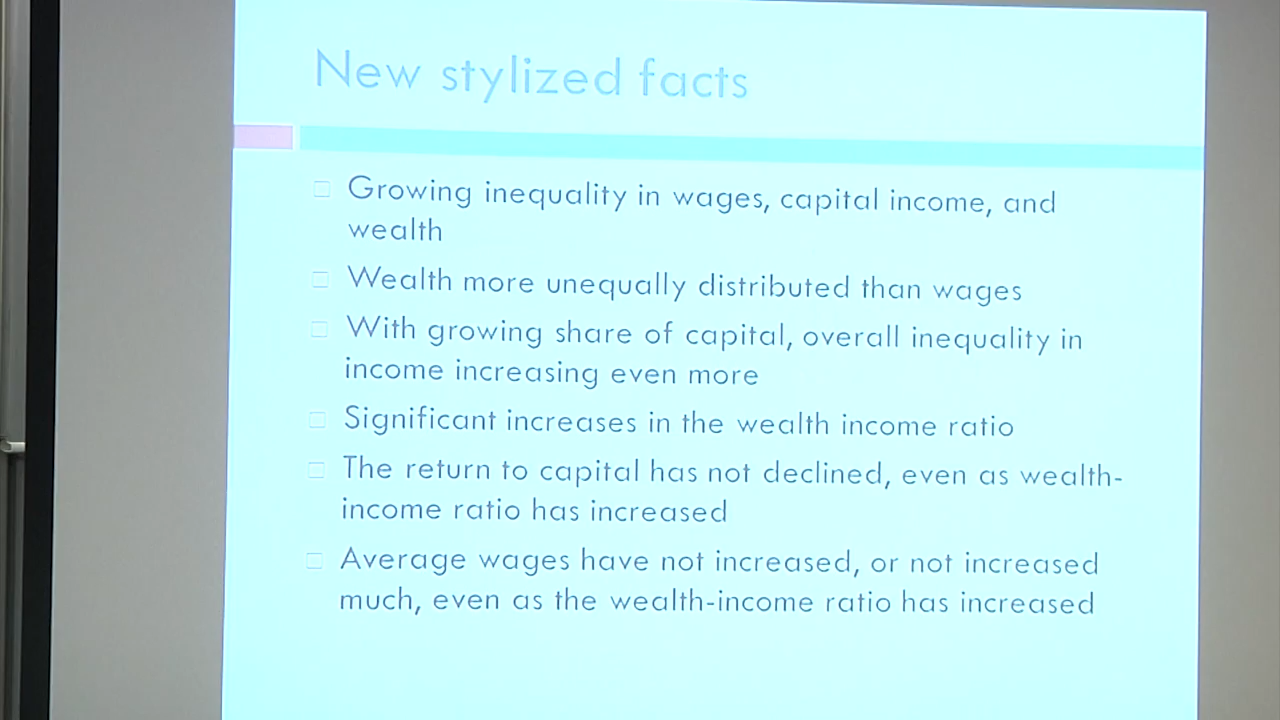 New stylized facts
Growing inequality in wages, capital income, and
wealth
Wealth more unequally distributed than wages
With growing share of capital, overall inequality in
income increasing even more
Significant increases in the wealth income ratio
The return to capital has not declined, even as wealth-
income ratio has increased
Average wages have not increased, or not increased
much, even as the wealth-income ratio has increased